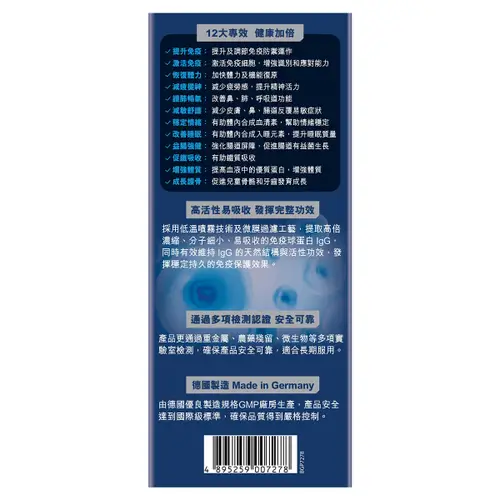 12大專效 健康加倍
✓ 提升免疫：提升及調節免疫防禦運作
✓ 激活免疫：激活免疫細胞，增強識別和應對能力
✓ 恢復體力：加快體力及機能復原
✓ 減疲優神：減少疲勞感，提升精神活力
✓ 護肺暢氣：改善鼻、肺、呼吸道功能
✓ 減敏舒護：減少皮膚、鼻、腸道反覆易敏症狀
✓ 穩定情緒：有助體內合成血清素，幫助情緒穩定
✓ 改善睡眠：有助體內合成入睡元素，提升睡眠質量
✓ 益腸強健：強化腸道屏障，促進腸道有益菌生長
✓ 促鐵吸收：有助鐵質吸收
✓ 增強體質：提高血液中的優質蛋白，增強體質
✓ 成長護骨：促進兒童骨骼和牙齒發育成長
高活性易吸收 發揮完整功效
採用低溫噴霧技術及微膜過濾工藝，提取高倍
濃縮、分子細小、易吸收的免疫球蛋白 IgG，
同時有效維持 IgG 的天然結構與活性功效、發
揮穩定持久的免疫保護效果。
通過多項檢測認證 安全可靠
產品更通過重金屬、農藥殘留、微生物等多項實
驗室檢測，確保產品安全可靠，適合長期服用。
德國製造 Made in Germany
由德國優良製造規格GMP廠房生產，產品安全
達到國際級標準，確保品質得到嚴格控制。
4 895259 007278
BGP7278